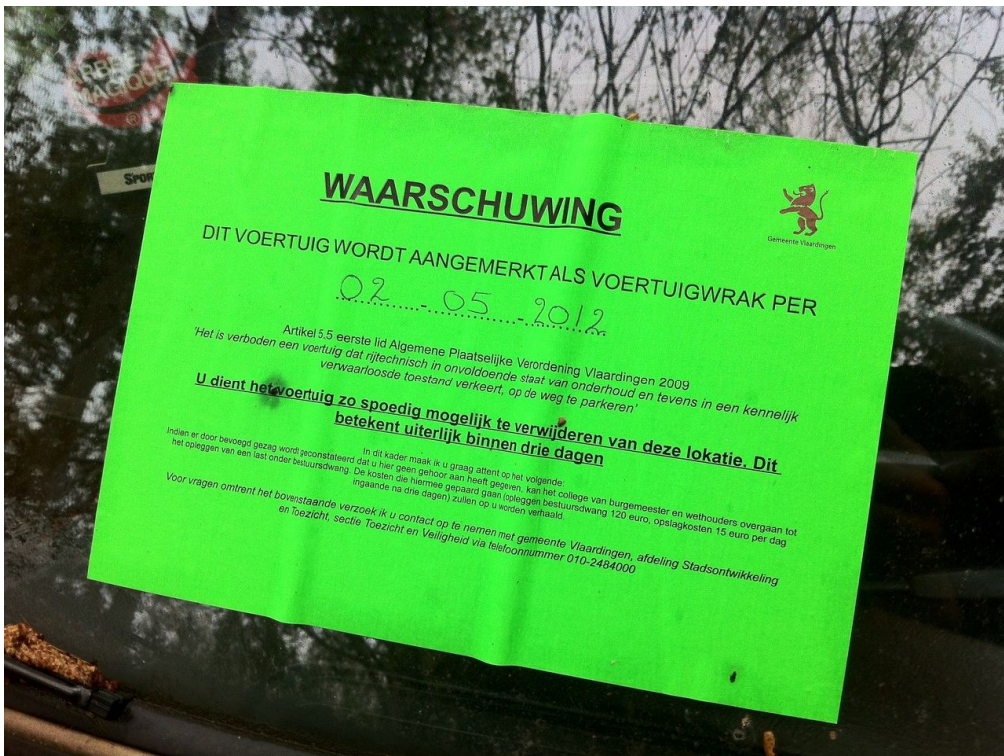 ARBRE
MAGIQUE
®
SPOR
WAARSCHUWING
Gemeente Vlaardingen
DIT VOERTUIG WORDT AANGEMERKT ALS VOERTUIGWRAK PER
02-05-2012
Artikel 5.5 eerste lid Algemene Plaatselijke Verordening Vlaardingen 2009
'Het is verboden een voertuig dat rijtechnisch in onvoldoende staat van onderhoud en tevens in een kennelijk
verwaarloosde toestand verkeert, op de weg te parkeren'
U dient het voertuig zo spoedig mogelijk te verwijderen van deze lokatie. Dit
betekent uiterlijk binnen drie dagen
In dit kader maak ik u graag attent op het volgende:
Indien er door bevoegd gezag wordt geconstateerd dat u hier geen gehoor aan heeft gegeven, kan het college van burgemeester en wethouders overgaan tot
het opleggen van een last onder bestuursdwang. De kosten die hiermee gepaard gaan (opleggen bestuursdwang 120 euro, opslagkosten 15 euro per dag
ingaande na drie dagen) zullen op u worden verhaald.
Voor vragen omtrent het bovenstaande verzoek ik u contact op te nemen met gemeente Vlaardingen, afdeling Stadsontwikkeling
en Toezicht, sectie Toezicht en Veiligheid via telefoonnummer 010-2484000